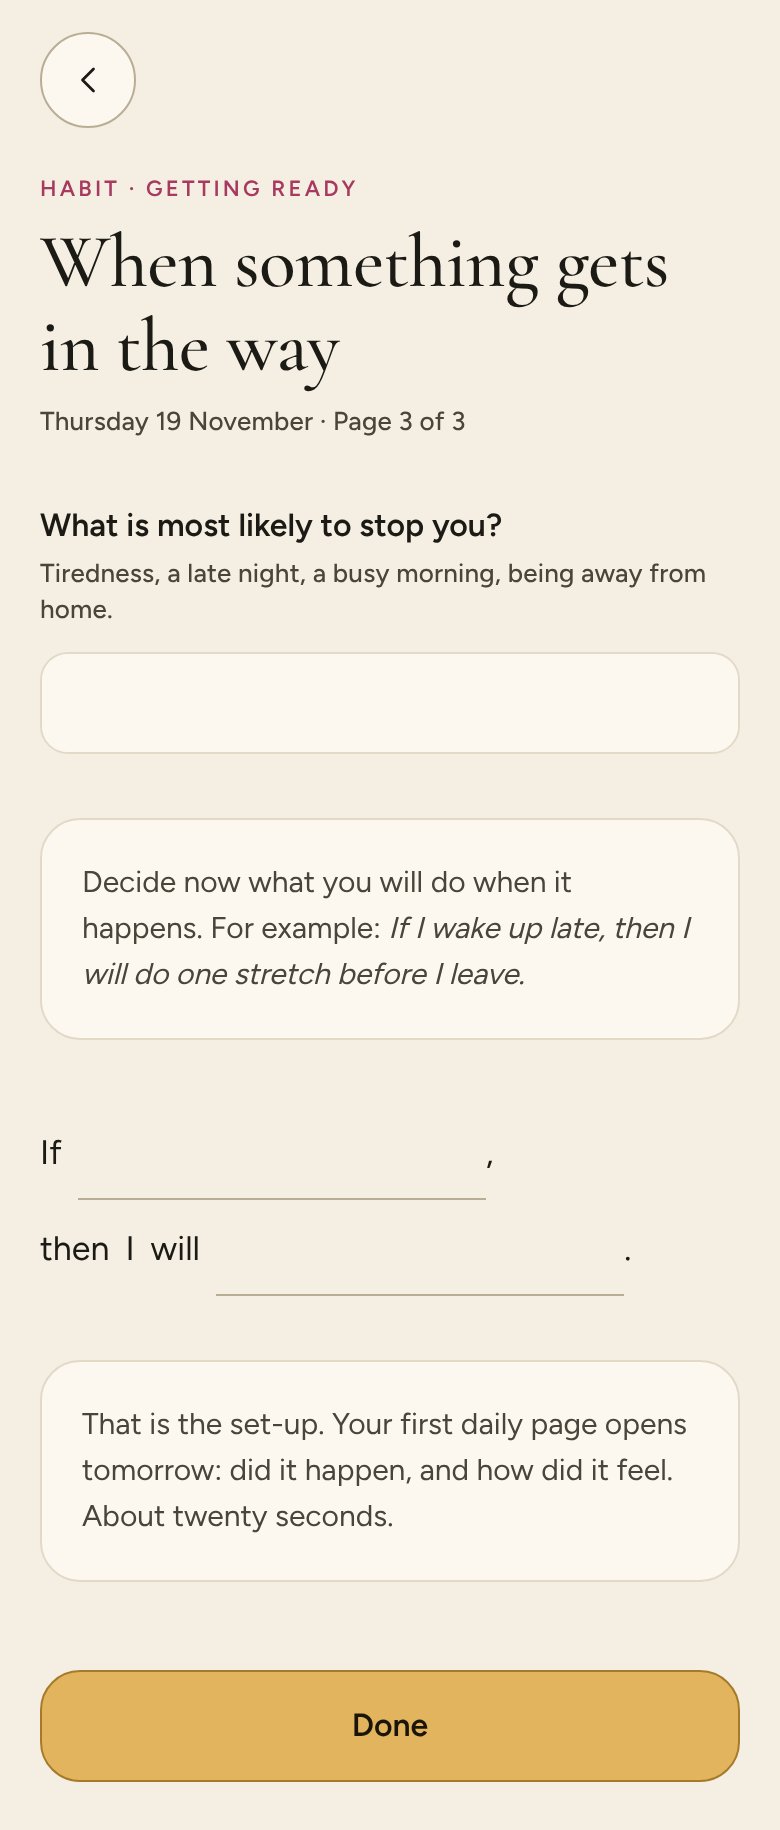 HABIT · GETTING READY
When something gets
in the way
Thursday 19 November · Page 3 of 3
What is most likely to stop you?
Tiredness, a late night, a busy morning, being away from
home.
Decide now what you will do when it
happens. For example: If I wake up late, then I
will do one stretch before I leave.
If ,
then I will .
That is the set-up. Your first daily page opens
tomorrow: did it happen, and how did it feel.
About twenty seconds.
Done